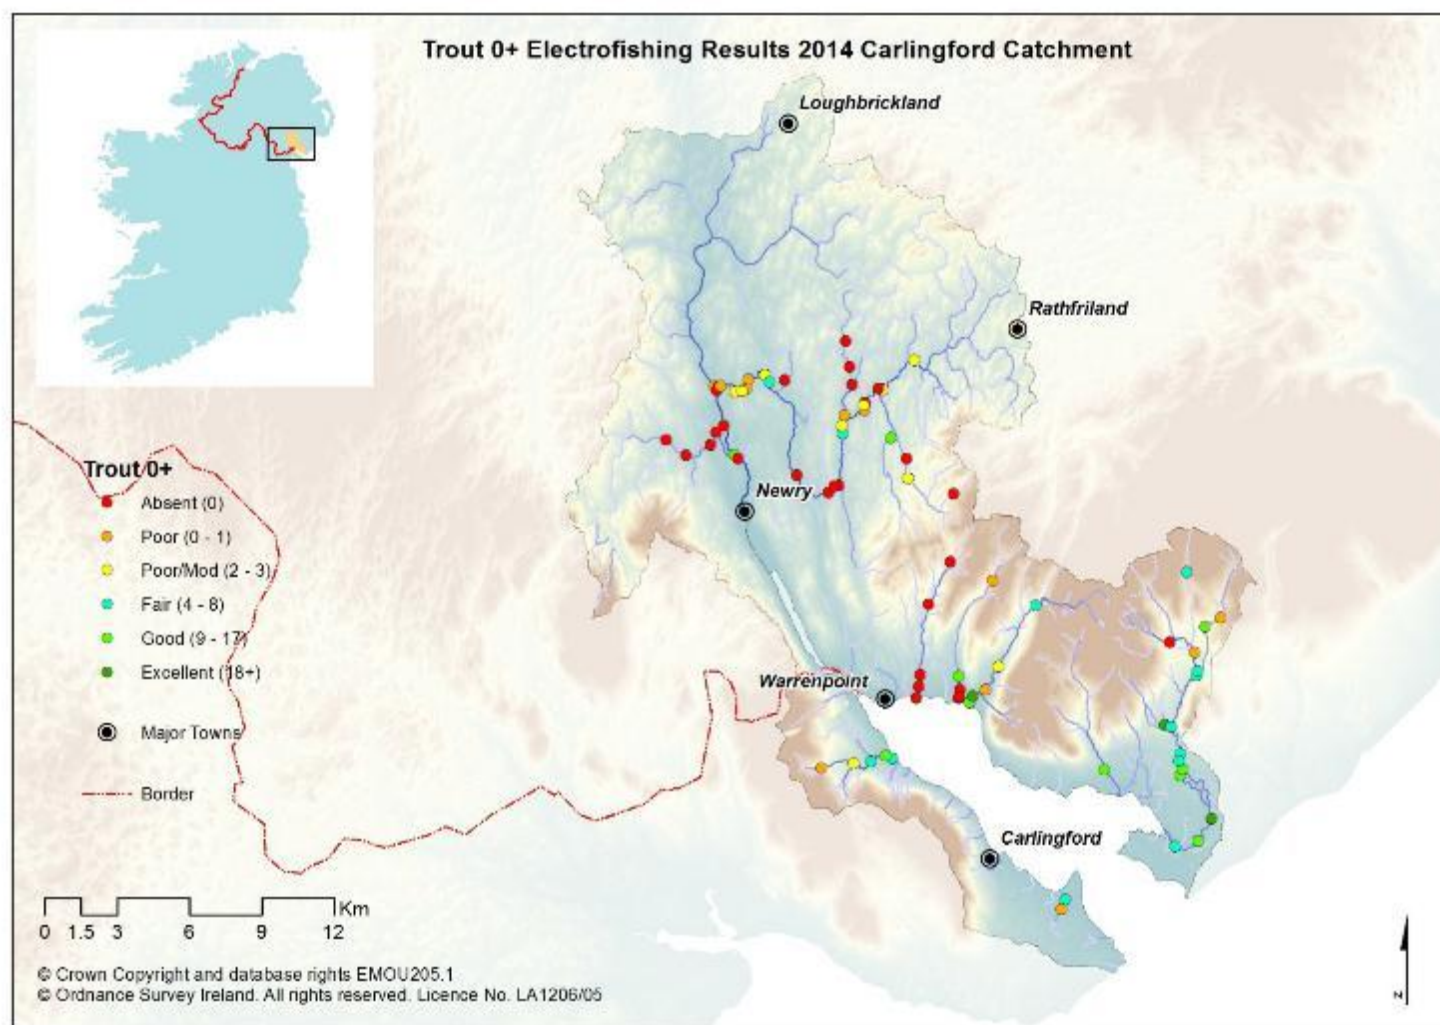 Trout 0+ Electrofishing Results 2014 Carlingford Catchment
Loughbrickland
Rathfriland
Newry
Warrenpoint
Carlingford
Trout 0+
Absent (0)
Poor (0 - 1)
Poor/Mod (2 - 3)
Fair (4 - 8)
Good (9 - 17)
Excellent (18+)
Major Towns
Border
Km
0 1.5 3 6 9 12
© Crown Copyright and database rights EMOU205.1
© Ordnance Survey Ireland. All rights reserved. Licence No. LA1206/05
N